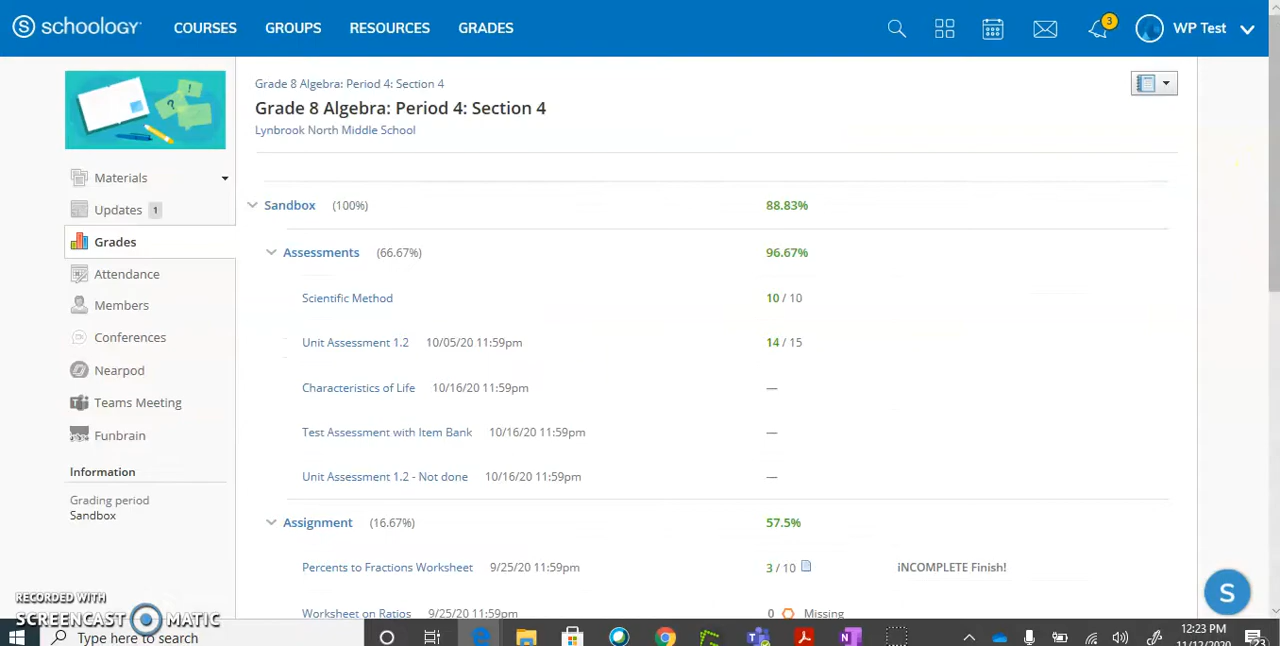 schoology COURSES GROUPS RESOURCES GRADES 3 WP Test
Grade 8 Algebra: Period 4: Section 4
Grade 8 Algebra: Period 4: Section 4
Lynbrook North Middle School
Materials
Updates 1
Grades
Attendance
Members
Conferences
Nearpod
Teams Meeting
Funbrain
Information
Grading period
Sandbox
Sandbox (100%) 88.83%
Assessments (66.67%) 96.67%
Scientific Method 10 / 10
Unit Assessment 1.2 10/05/20 11:59pm 14 / 15
Characteristics of Life 10/16/20 11:59pm —
Test Assessment with Item Bank 10/16/20 11:59pm —
Unit Assessment 1.2 - Not done 10/16/20 11:59pm —
Assignment (16.67%) 57.5%
Percents to Fractions Worksheet 9/25/20 11:59pm 3 / 10 iNCOMPLETE Finish!
Worksheet on Ratios 9/25/20 11:59pm 0 Missing
S
RECORDED WITH
SCREENCAST MATIC
Type here to search
12:23 PM
11/12/2020
23